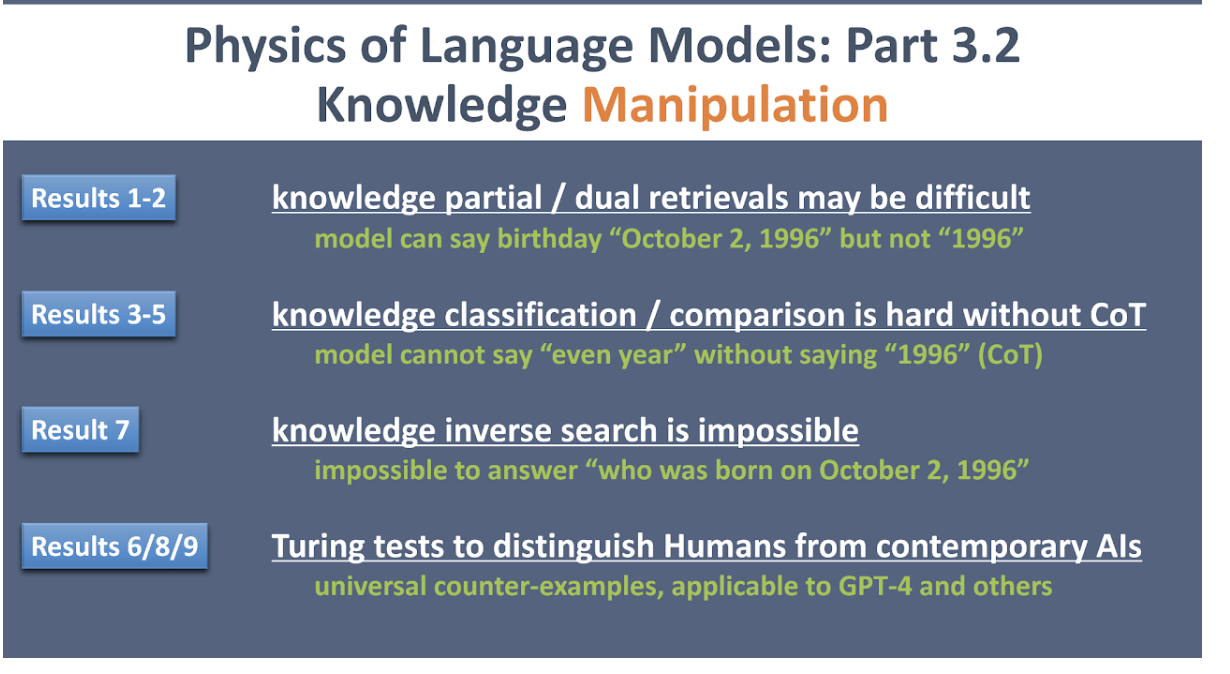 Physics of Language Models: Part 3.2
Knowledge Manipulation
Results 1-2
knowledge partial / dual retrievals may be difficult
model can say birthday “October 2, 1996” but not “1996”
Results 3-5
knowledge classification / comparison is hard without CoT
model cannot say “even year” without saying “1996” (CoT)
Result 7
knowledge inverse search is impossible
impossible to answer “who was born on October 2, 1996”
Results 6/8/9
Turing tests to distinguish Humans from contemporary AIs
universal counter-examples, applicable to GPT-4 and others